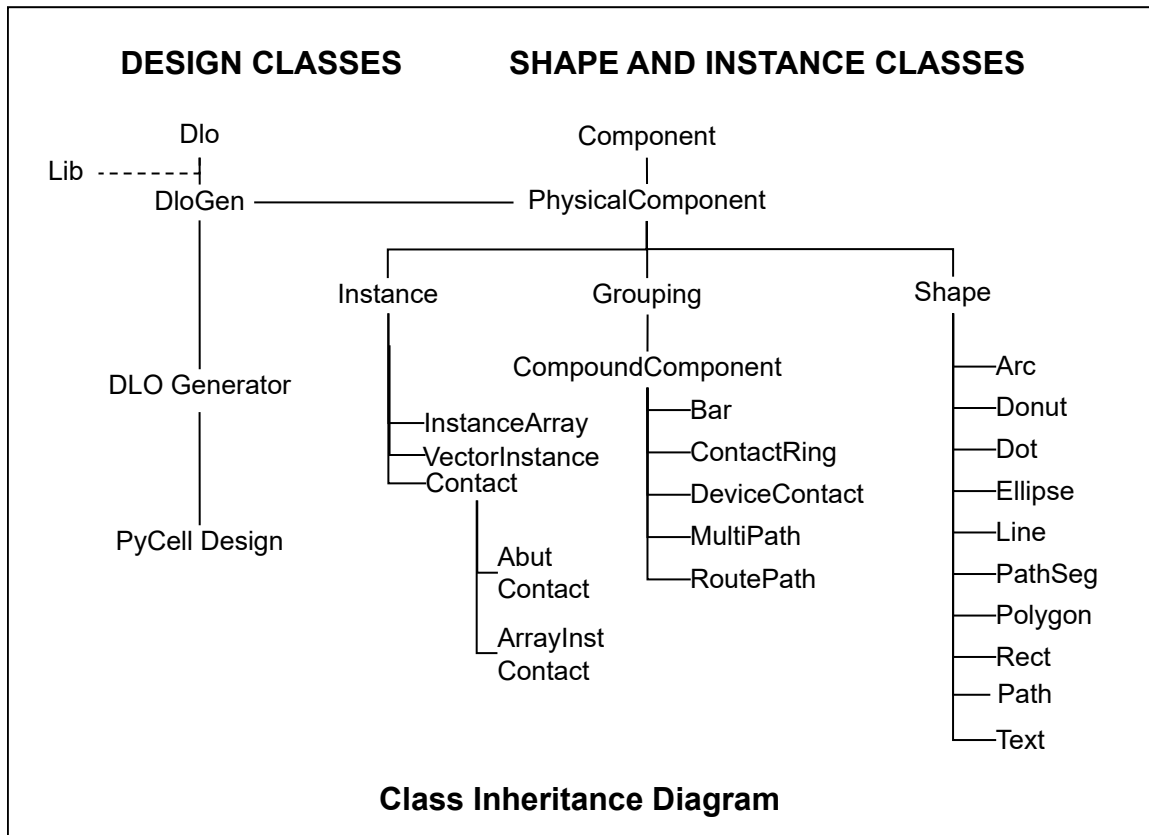 DESIGN CLASSES
SHAPE AND INSTANCE CLASSES
Dlo
Lib
DloGen
DLO Generator
PyCell Design
Component
PhysicalComponent
Instance
InstanceArray
VectorInstance
Contact
Abut
Contact
ArrayInst
Contact
Grouping
CompoundComponent
Bar
ContactRing
DeviceContact
MultiPath
RoutePath
Shape
Arc
Donut
Dot
Ellipse
Line
PathSeg
Polygon
Rect
Path
Text
Class Inheritance Diagram